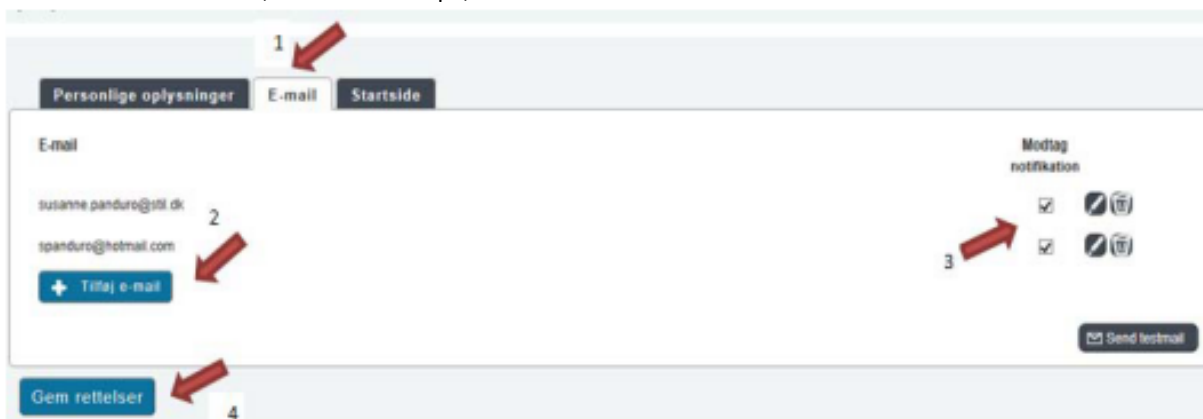 1
Personlige oplysninger E-mail Startside
E-mail
Modtag
notifikation
susanne.panduro@stil.dk
2
spanduro@hotmail.com
3
Tilføj e-mail
Send testmail
Gem rettelser
4